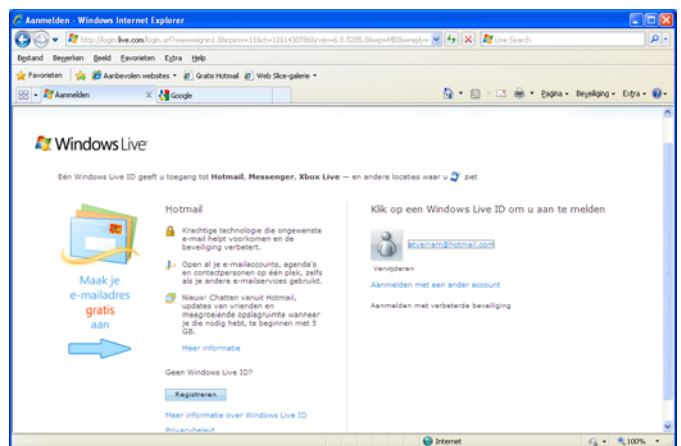 Aanmelden - Windows Internet Explorer
Live Search
Bestand Bewerken Beeld Favorieten Extra Help
Favorieten Aanbevolen websites Gratis Hotmail Web Slice-galerie
Aanmelden Google Pagina Beveiliging Extra
Windows Live
Eén Windows Live ID geeft u toegang tot Hotmail, Messenger, Xbox Live — en andere locaties waar u ziet
Maak je
e-mailadres
gratis
aan
Hotmail
Krachtige technologie die ongewenste
e-mail helpt voorkomen en de
beveiliging verbetert.
Open al je e-mailaccounts, agenda's
en contactpersonen op één plek, zelfs
als je andere e-mailservices gebruikt.
Nieuw! Chatten vanuit Hotmail,
updates van vrienden en
meegroeiende opslagruimte wanneer
je die nodig hebt, te beginnen met 5
GB.
Meer informatie
Geen Windows Live ID?
Registreren
Meer informatie over Windows Live ID
Privacybeleid
Klik op een Windows Live ID om u aan te melden
Verwijderen
Aanmelden met een ander account
Aanmelden met verbeterde beveiliging
Internet 100%